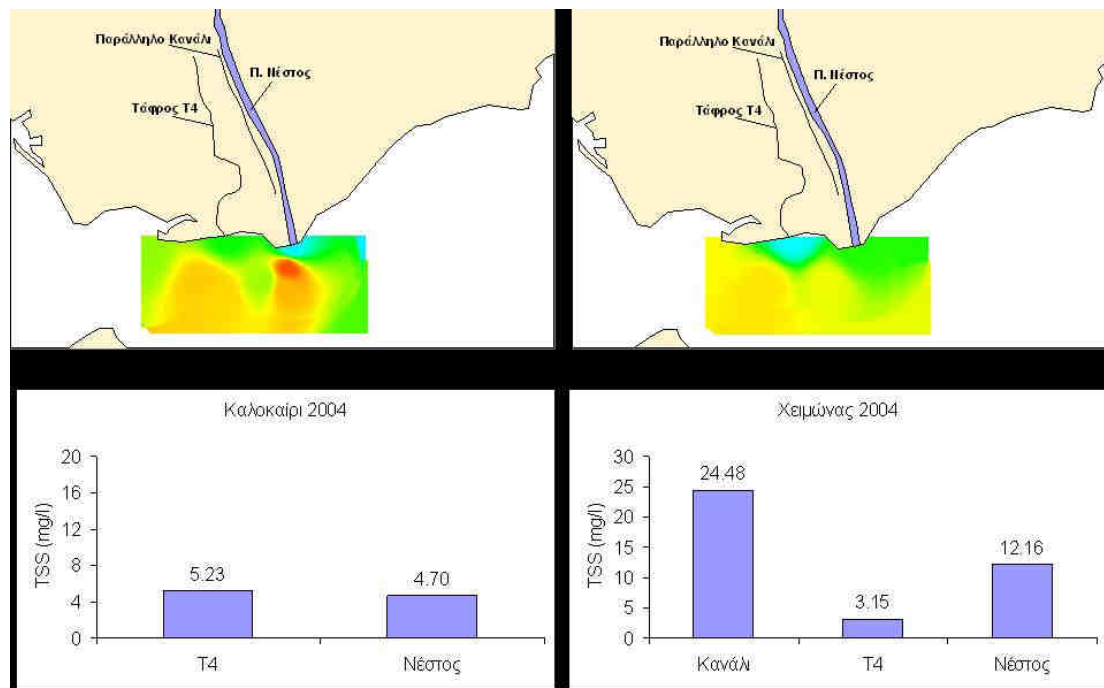 Παράλληλο Κανάλι
Π. Νέστος
Τάφρος Τ4
Παράλληλο Κανάλι
Π. Νέστος
Τάφρος Τ4
Καλοκαίρι 2004
TSS (mg/l)
20
16
12
8
4
0
5.23
4.70
Τ4
Νέστος
Χειμώνας 2004
TSS (mg/l)
30
25
20
15
10
5
0
24.48
3.15
12.16
Κανάλι
Τ4
Νέστος